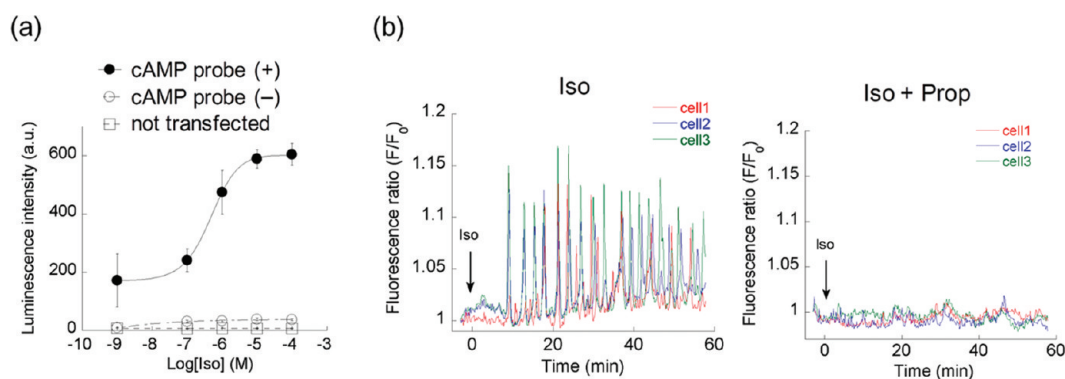 (a)
cAMP probe (+)
cAMP probe (−)
not transfected
Luminescence intensity (a.u.)
600
400
200
0
-10 -9 -8 -7 -6 -5 -4 -3
Log[Iso] (M)
(b)
Iso
cell1
cell2
cell3
Fluorescence ratio (F/F0)
1.2
1.15
1.1
1.05
1
Iso
0 20 40 60
Time (min)
Iso + Prop
cell1
cell2
cell3
Fluorescence ratio (F/F0)
1.2
1.15
1.1
1.05
1
Iso
0 20 40 60
Time (min)